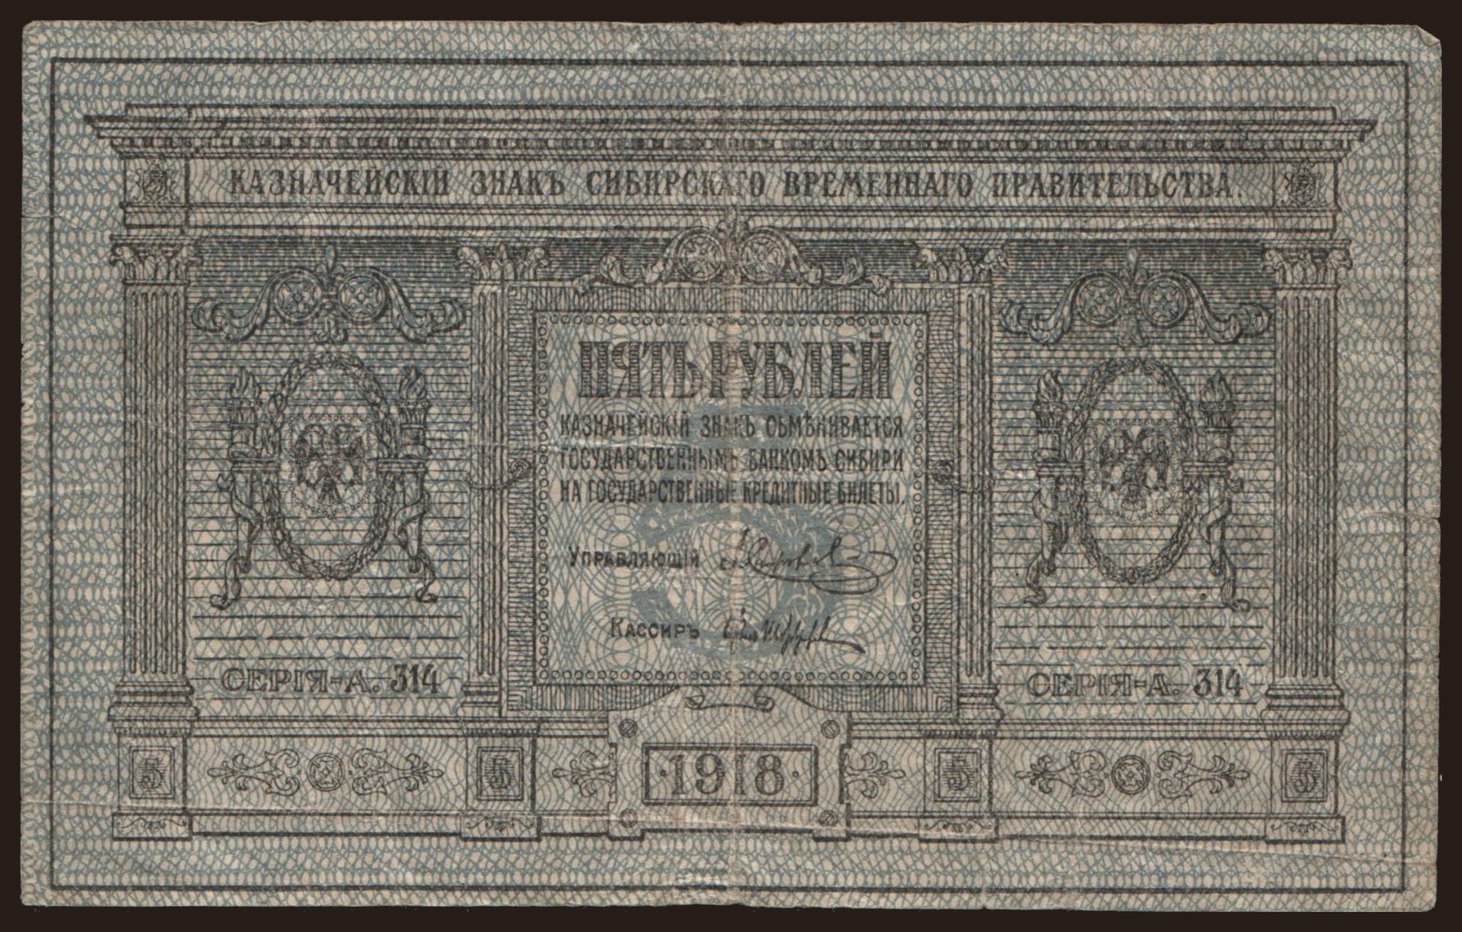 КАЗНАЧЕЙСКІЙ ЗНАКЪ СИБИРСКАГО ВРЕМЕННАГО ПРАВИТЕЛЬСТВА.
ПЯТЬ РУБЛЕЙ
КАЗНАЧЕЙСКІЙ ЗНАКЪ ОБМѢНИВАЕТСЯ
ГОСУДАРСТВЕННЫМЪ БАНКОМЪ СИБИРИ
НА ГОСУДАРСТВЕННЫЕ КРЕДИТНЫЕ БИЛЕТЫ.
УПРАВЛЯЮЩІЙ
КАССИРЪ
СЕРІЯ-А. 314
СЕРІЯ-А. 314
5
5
·1918·
5
5